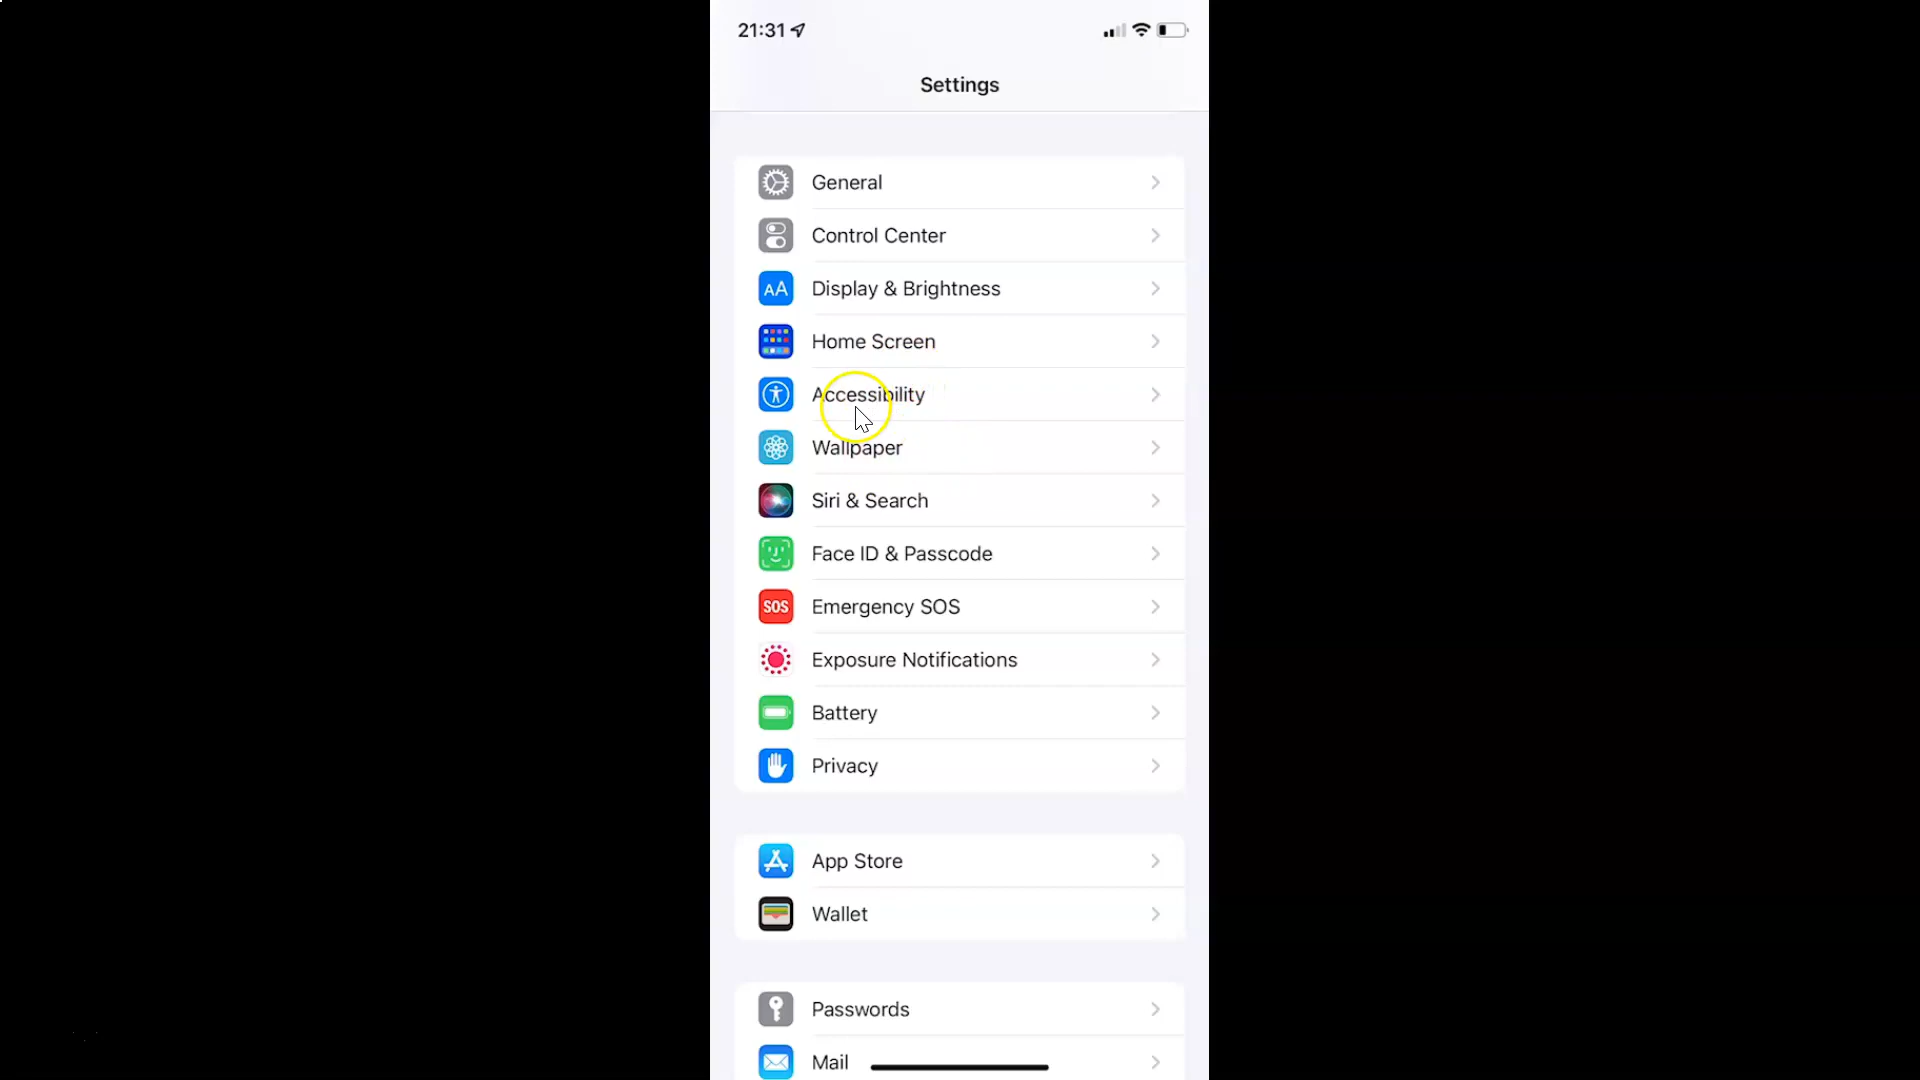 21:31
Settings
General
Control Center
AA Display & Brightness
Home Screen
Accessibility
Wallpaper
Siri & Search
Face ID & Passcode
SOS Emergency SOS
Exposure Notifications
Battery
Privacy
App Store
Wallet
Passwords
Mail